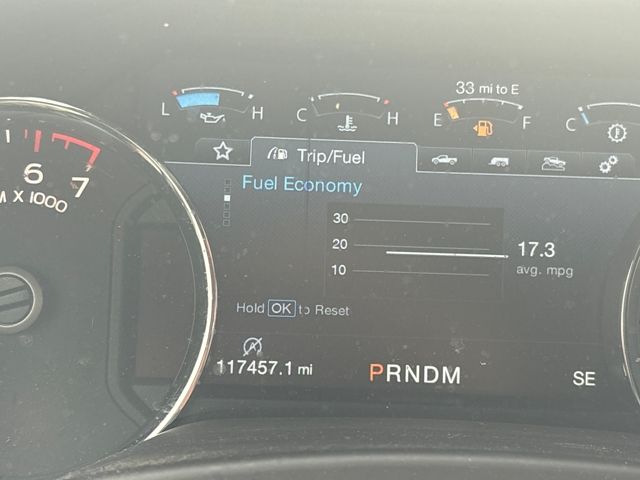 33 mi to E
L H
C H
E F
C
Trip/Fuel
Fuel Economy
6 7
M X 1000
30
20
10
17.3
avg. mpg
Hold OK to Reset
117457.1 mi
PRNDM
SE